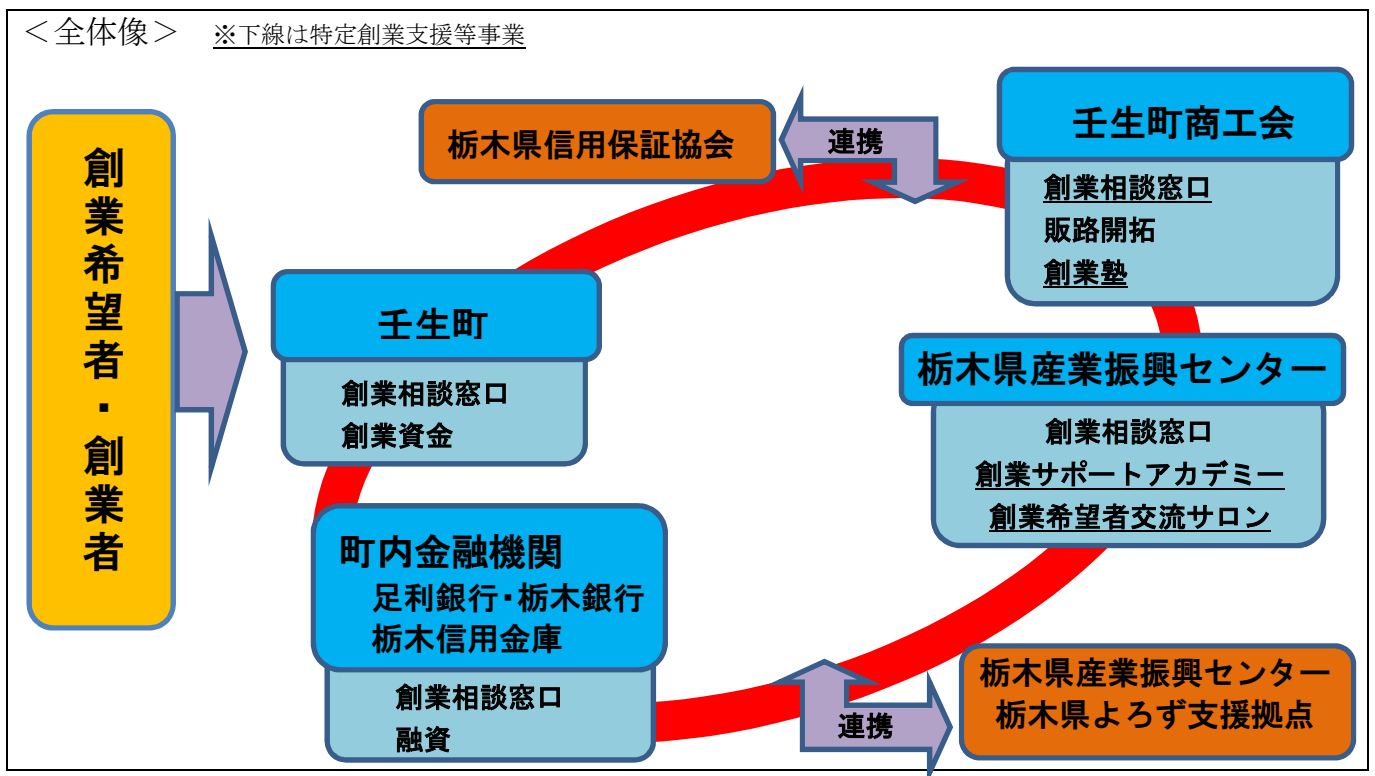 ＜全体像＞ ※下線は特定創業支援等事業
創業希望者・創業者
栃木県信用保証協会
連携
壬生町商工会
創業相談窓口
販路開拓
創業塾
壬生町
創業相談窓口
創業資金
栃木県産業振興センター
創業相談窓口
創業サポートアカデミー
創業希望者交流サロン
町内金融機関
足利銀行・栃木銀行
栃木信用金庫
創業相談窓口
融資
連携
栃木県産業振興センター
栃木県よろず支援拠点